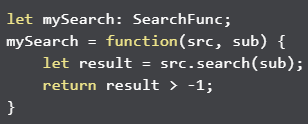 let mySearch: SearchFunc;
mySearch = function(src, sub) {
    let result = src.search(sub);
    return result > -1;
}